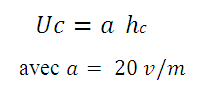 Uc = a hc
avec a = 20 v/m